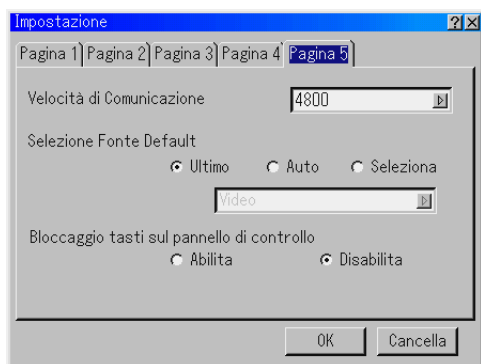 Impostazione
Pagina 1 Pagina 2 Pagina 3 Pagina 4 Pagina 5
Velocità di Comunicazione 4800
Selezione Fonte Default
Ultimo Auto Seleziona
Video
Bloccaggio tasti sul pannello di controllo
Abilita Disabilita
OK Cancella